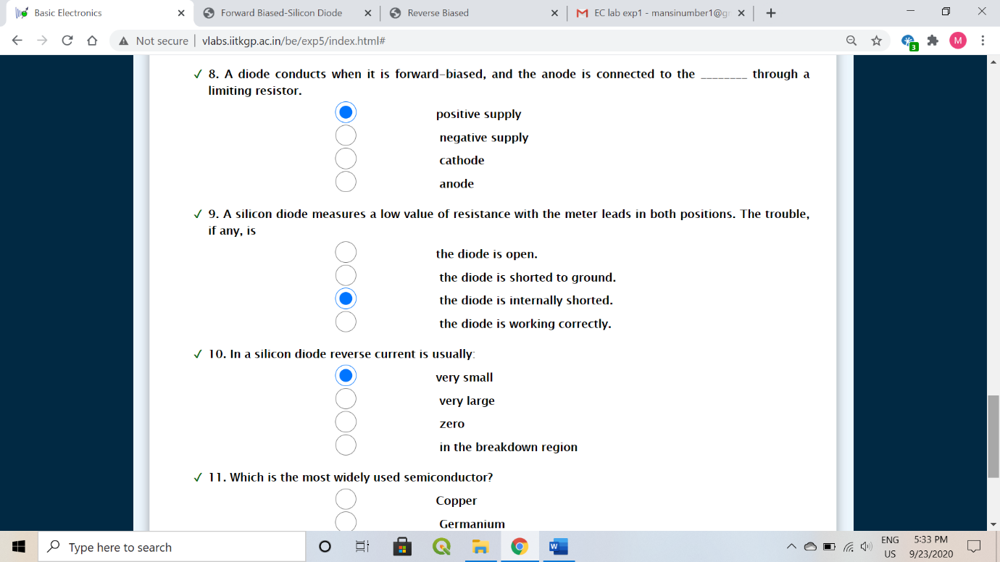 Basic Electronics
Forward Biased-Silicon Diode
Reverse Biased
EC lab exp1 - mansinumber1@g
Not secure | vlabs.iitkgp.ac.in/be/exp5/index.html#
3
M
✓ 8. A diode conducts when it is forward-biased, and the anode is connected to the ________ through a
limiting resistor.
positive supply
negative supply
cathode
anode
✓ 9. A silicon diode measures a low value of resistance with the meter leads in both positions. The trouble,
if any, is
the diode is open.
the diode is shorted to ground.
the diode is internally shorted.
the diode is working correctly.
✓ 10. In a silicon diode reverse current is usually:
very small
very large
zero
in the breakdown region
✓ 11. Which is the most widely used semiconductor?
Copper
Germanium
Type here to search
ENG
US
5:33 PM
9/23/2020